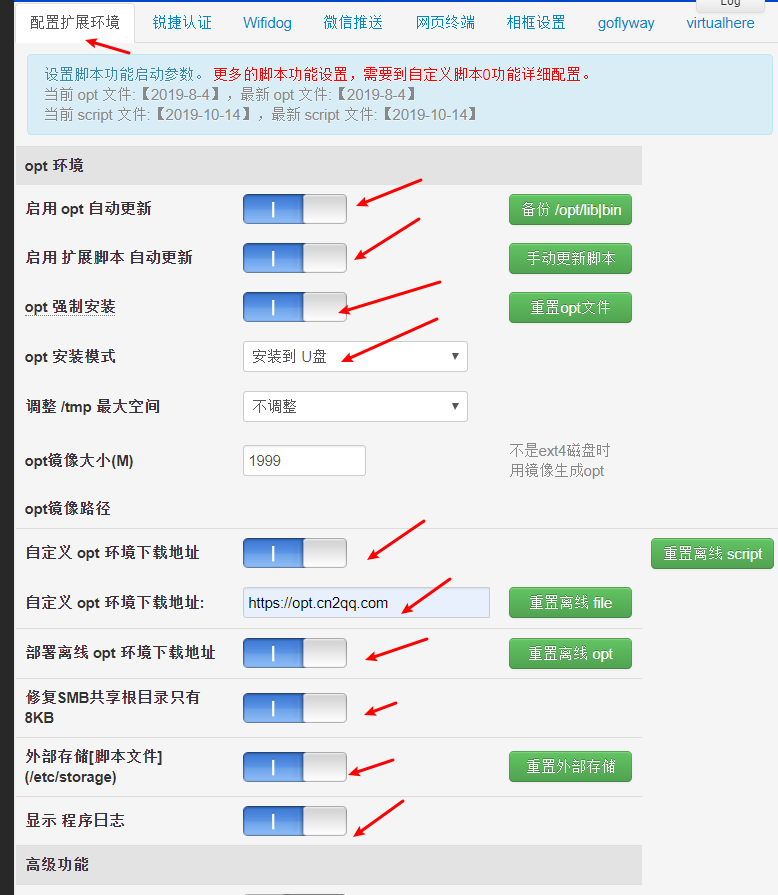 Log
配置扩展环境 锐捷认证 Wifidog 微信推送 网页终端 相框设置 goflyway virtualhere
设置脚本功能启动参数。 更多的脚本功能设置，需要到自定义脚本0功能详细配置。
当前 opt 文件:【2019-8-4】，最新 opt 文件:【2019-8-4】
当前 script 文件:【2019-10-14】，最新 script 文件:【2019-10-14】
opt 环境
启用 opt 自动更新 备份 /opt/lib|bin
启用 扩展脚本 自动更新 手动更新脚本
opt 强制安装 重置opt文件
opt 安装模式 安装到 U盘
调整 /tmp 最大空间 不调整
opt镜像大小(M) 1999 不是ext4磁盘时
用镜像生成opt
opt镜像路径
自定义 opt 环境下载地址 重置离线 script
自定义 opt 环境下载地址: https://opt.cn2qq.com 重置离线 file
部署离线 opt 环境下载地址 重置离线 opt
修复SMB共享根目录只有
8KB
外部存储[脚本文件]
(/etc/storage) 重置外部存储
显示 程序日志
高级功能